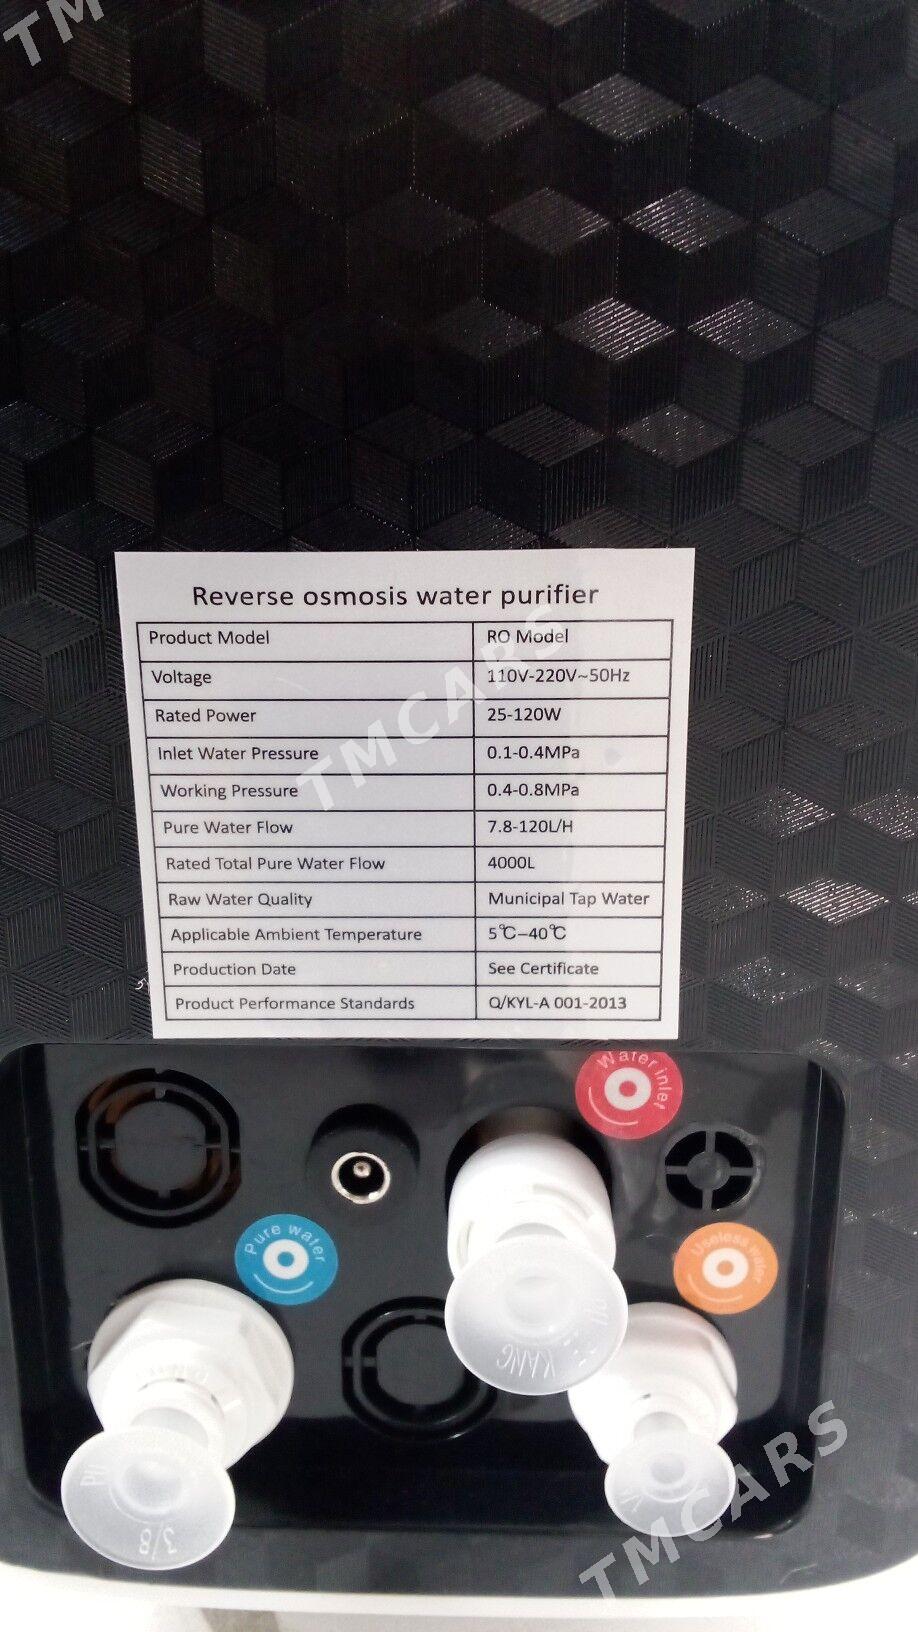 TM
Reverse osmosis water purifier
Product Model RO Model
Voltage 110V-220V~50Hz
Rated Power 25-120W
Inlet Water Pressure 0.1-0.4MPa
Working Pressure 0.4-0.8MPa
Pure Water Flow 7.8-120L/H
Rated Total Pure Water Flow 4000L
Raw Water Quality Municipal Tap Water
Applicable Ambient Temperature 5℃–40℃
Production Date See Certificate
Product Performance Standards Q/KYL-A 001-2013
TMCARS
Water inlet
Pure water
Useless water
KANG
3/8
TMCARS